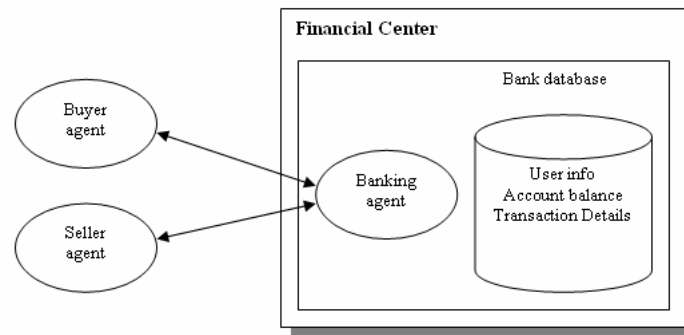 Financial Center
Bank database
Buyer
agent
Banking
agent
User info
Account balance
Transaction Details
Seller
agent